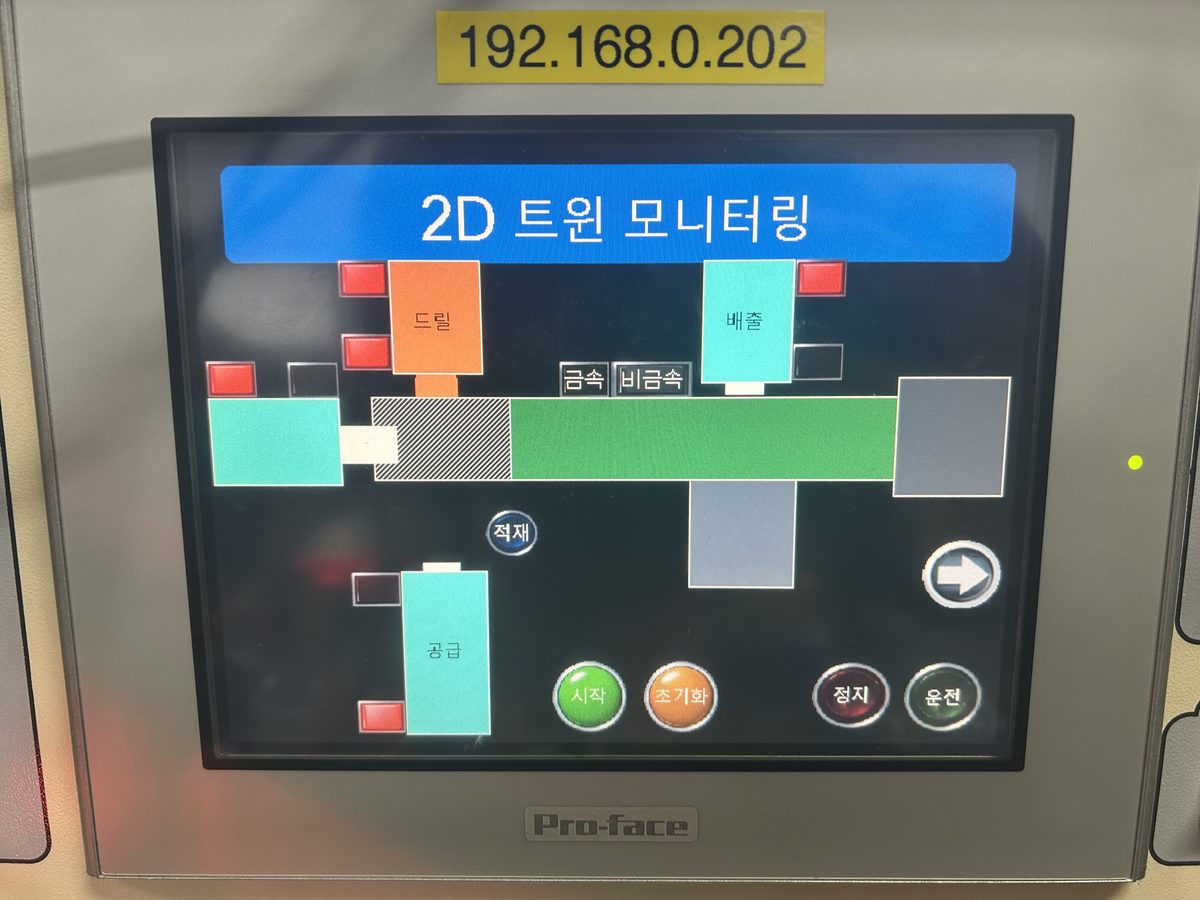 192.168.0.202
2D 트윈 모니터링
드릴
배출
금속 비금속
적재
공급
시작 초기화 정지 운전
Pro-face